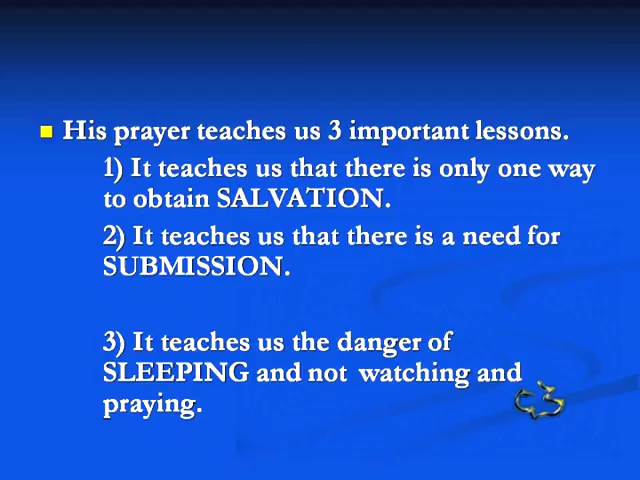 His prayer teaches us 3 important lessons.
1) It teaches us that there is only one way
to obtain SALVATION.
2) It teaches us that there is a need for
SUBMISSION.
3) It teaches us the danger of
SLEEPING and not watching and
praying.